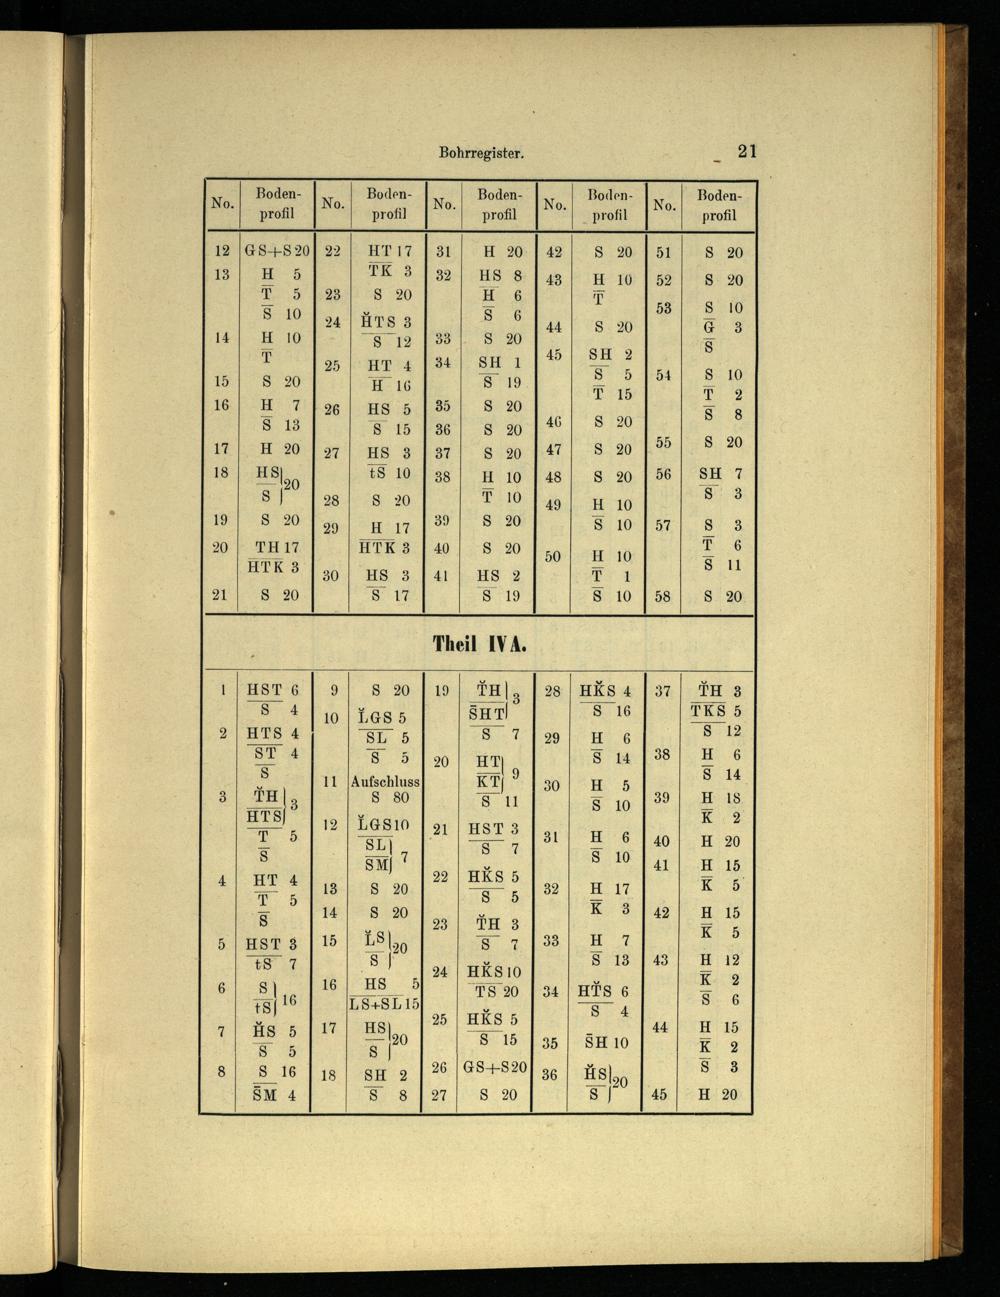 Bohrregister. 21
No. Boden-profil No. Boden-profil No. Boden-profil No. Boden-profil No. Boden-profil
12 GS+S 20
13 H 5
T 5
S 10
14 H 10
T
15 S 20
16 H 7
S 13
17 H 20
18 HS } 20
S
19 S 20
20 TH 17
HTK 3
21 S 20
22 HT 17
TK 3
23 S 20
24 H̆TS 3
S 12
25 HT 4
H 16
26 HS 5
S 15
27 HS 3
tS 10
28 S 20
29 H 17
HTK 3
30 HS 3
S 17
31 H 20
32 HS 8
H 6
S 6
33 S 20
34 SH 1
S 19
35 S 20
36 S 20
37 S 20
38 H 10
T 10
39 S 20
40 S 20
41 HS 2
S 19
42 S 20
43 H 10
T
44 S 20
45 SH 2
S 5
T 15
46 S 20
47 S 20
48 S 20
49 H 10
S 10
50 H 10
T 1
S 10
51 S 20
52 S 20
53 S 10
G 3
S
54 S 10
T 2
S 8
55 S 20
56 SH 7
S 3
57 S 3
T 6
S 11
58 S 20
Theil IVA.
1 HST 6
S 4
2 HTS 4
ST 4
S
3 T̆H } 3
HTS
T 5
S
4 HT 4
T 5
S
5 HST 3
tS 7
6 S } 16
tS
7 H̆S 5
S 5
8 S 16
S̄M 4
9 S 20
10 L̆GS 5
SL 5
S 5
11 Aufschluss
S 80
12 L̆GS 10
SL } 7
SM
13 S 20
14 S 20
15 L̆S } 20
S
16 HS 5
LS+SL 15
17 HS } 20
S
18 SH 2
S 8
19 T̆H } 3
S̄HT
S 7
20 HT } 9
KT
S 11
21 HST 3
S 7
22 HK̆S 5
S 5
23 T̆H 3
S 7
24 HK̆S 10
TS 20
25 HK̆S 5
S 15
26 GS+S 20
27 S 20
28 HK̆S 4
S 16
29 H 6
S 14
30 H 5
S 10
31 H 6
S 10
32 H 17
K 3
33 H 7
S 13
34 HT̆S 6
S 4
35 S̄H 10
36 H̆S } 20
S
37 T̆H 3
TKS 5
S 12
38 H 6
S 14
39 H 18
K 2
40 H 20
41 H 15
K 5
42 H 15
K 5
43 H 12
K 2
S 6
44 H 15
K 2
S 3
45 H 20